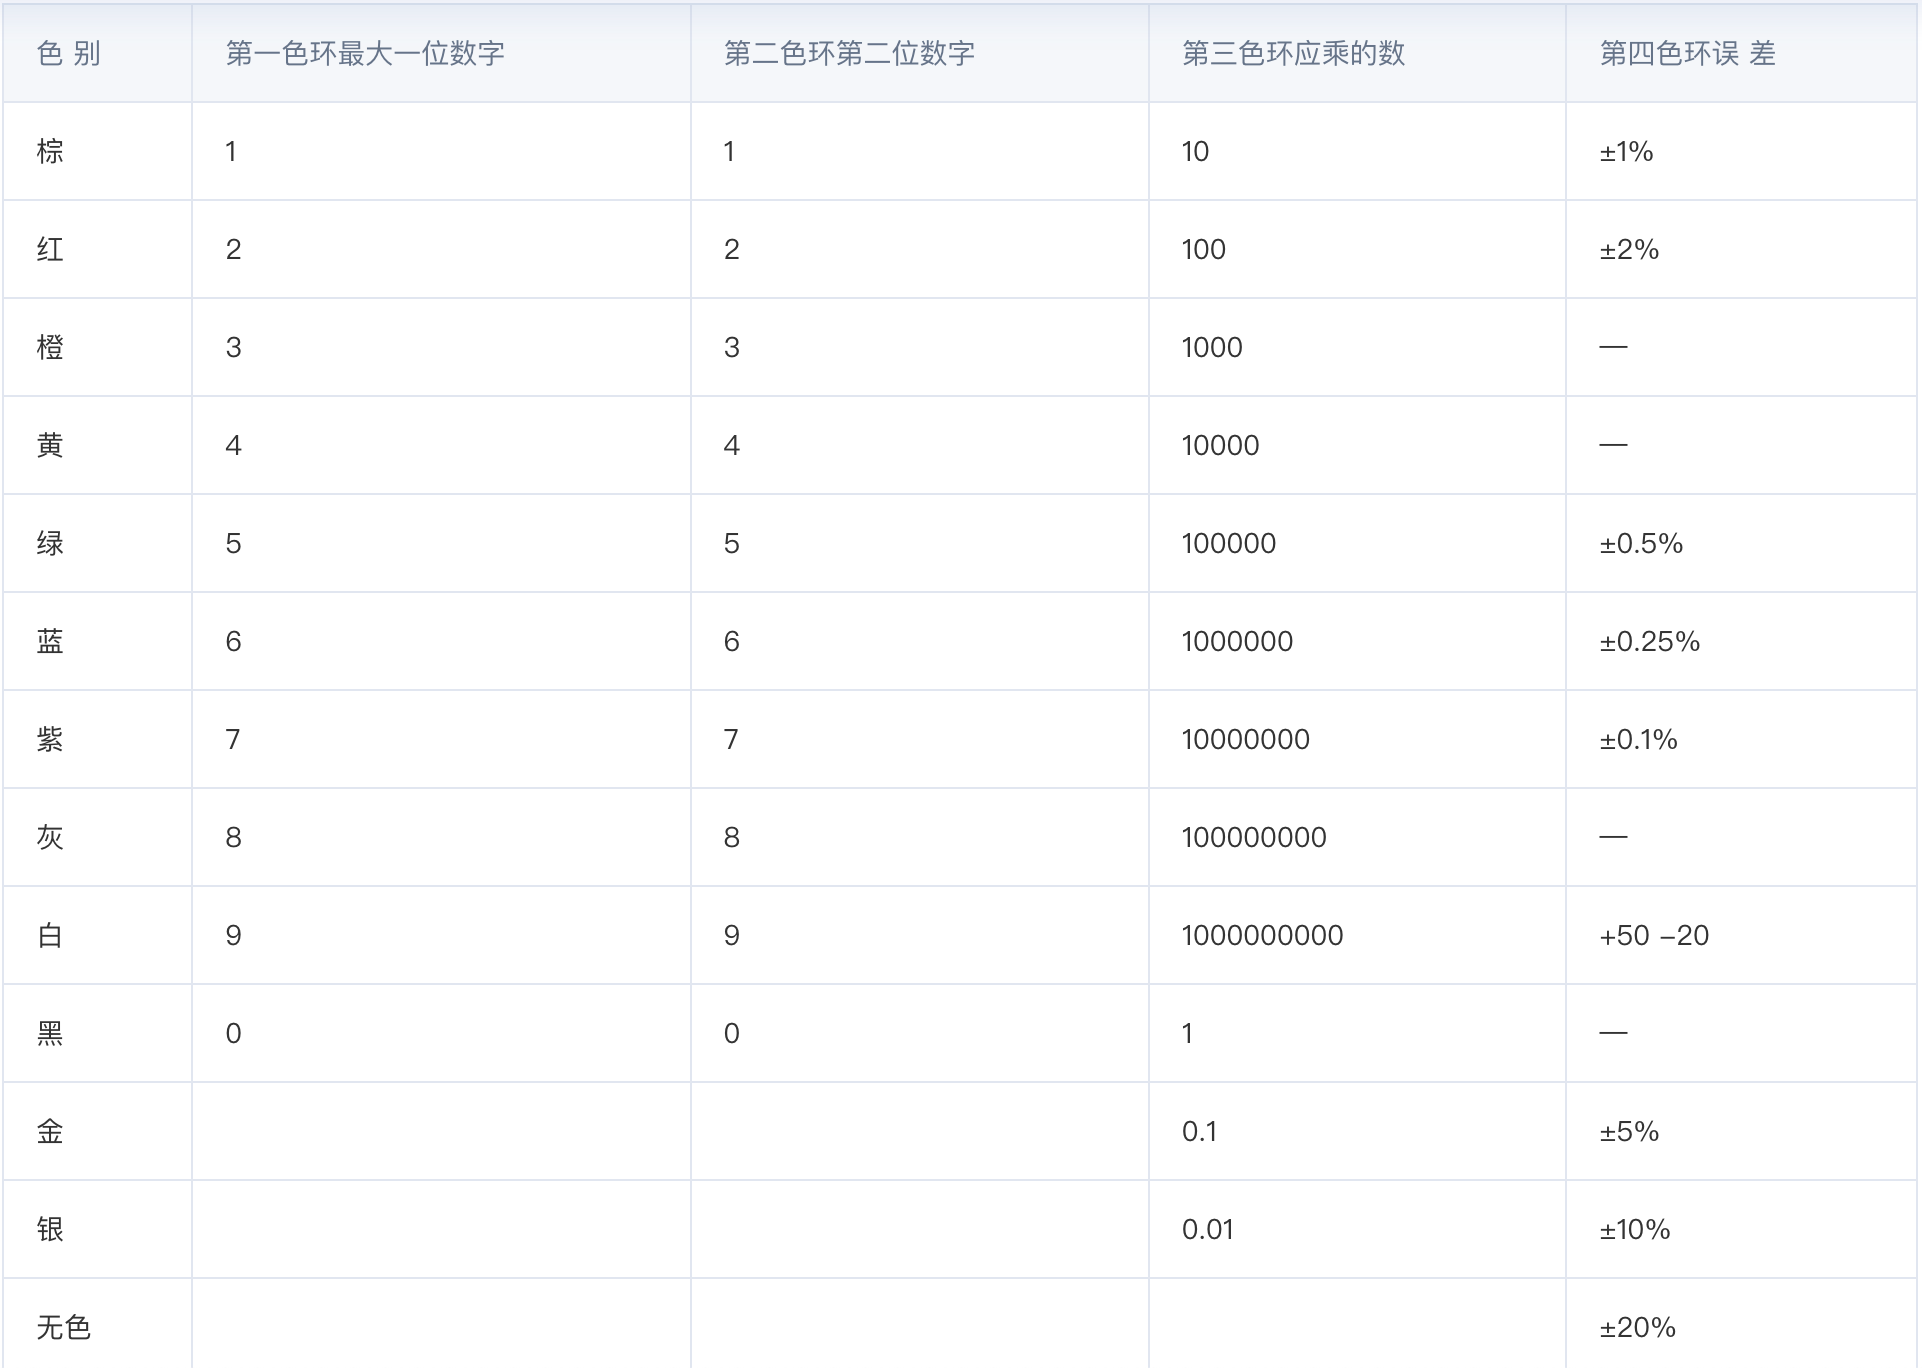 色 别 第一色环最大一位数字 第二色环第二位数字 第三色环应乘的数 第四色环误 差
棕 1 1 10 ±1%
红 2 2 100 ±2%
橙 3 3 1000 —
黄 4 4 10000 —
绿 5 5 100000 ±0.5%
蓝 6 6 1000000 ±0.25%
紫 7 7 10000000 ±0.1%
灰 8 8 100000000 —
白 9 9 1000000000 +50 −20
黑 0 0 1 —
金 0.1 ±5%
银 0.01 ±10%
无色 ±20%